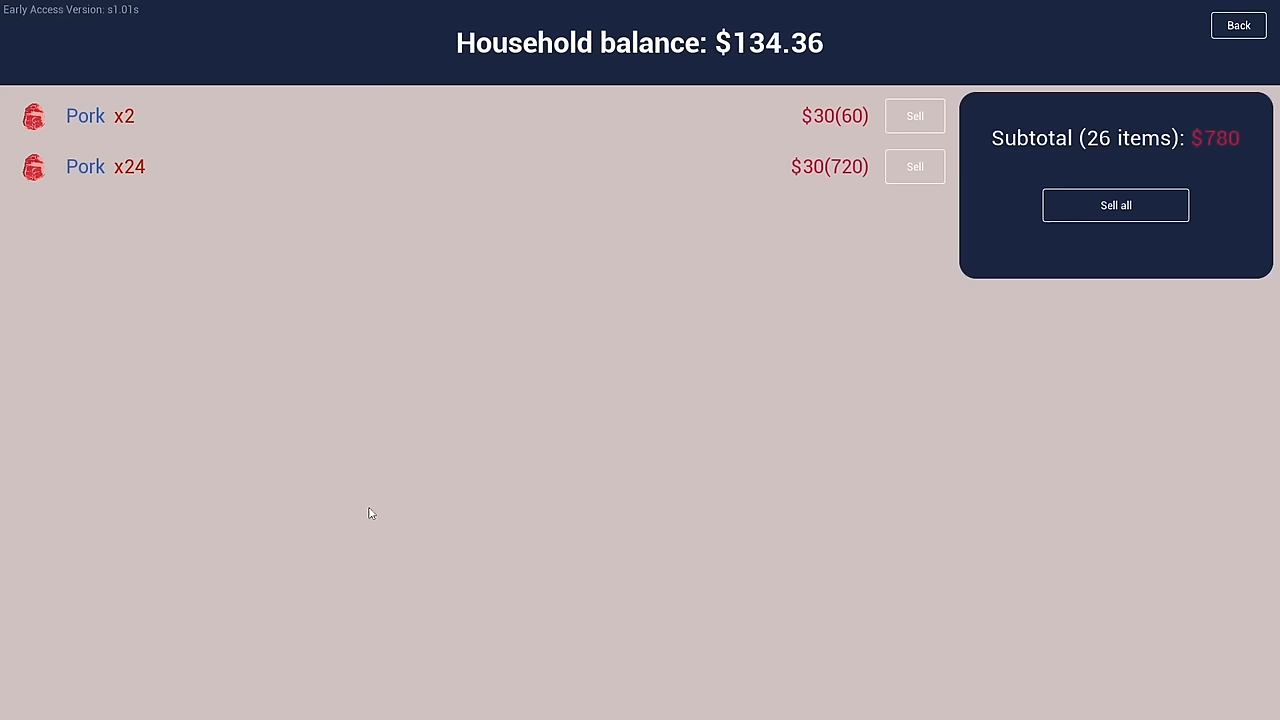 Early Access Version: s1.01s
Back
Household balance: $134.36
Pork x2 $30(60) Sell
Pork x24 $30(720) Sell
Subtotal (26 items): $780
Sell all